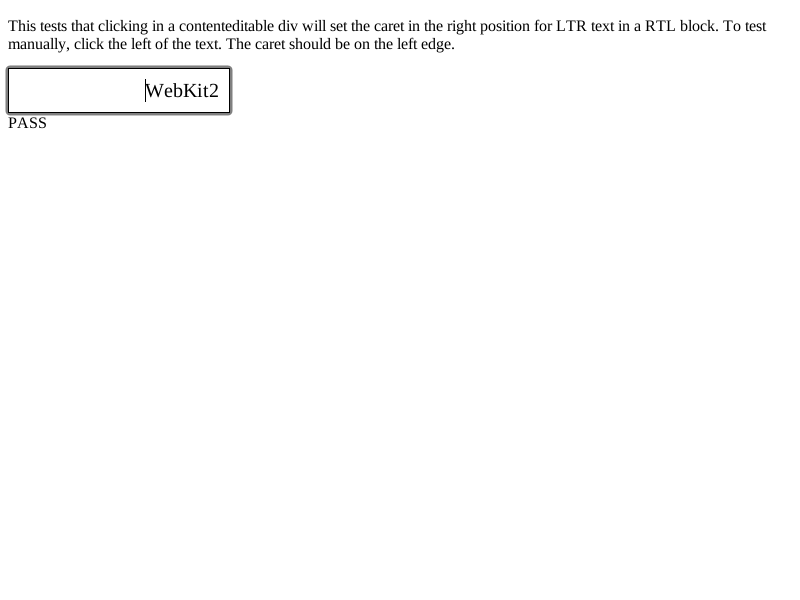 This tests that clicking in a contenteditable div will set the caret in the right position for LTR text in a RTL block. To test
manually, click the left of the text. The caret should be on the left edge.
WebKit2
PASS